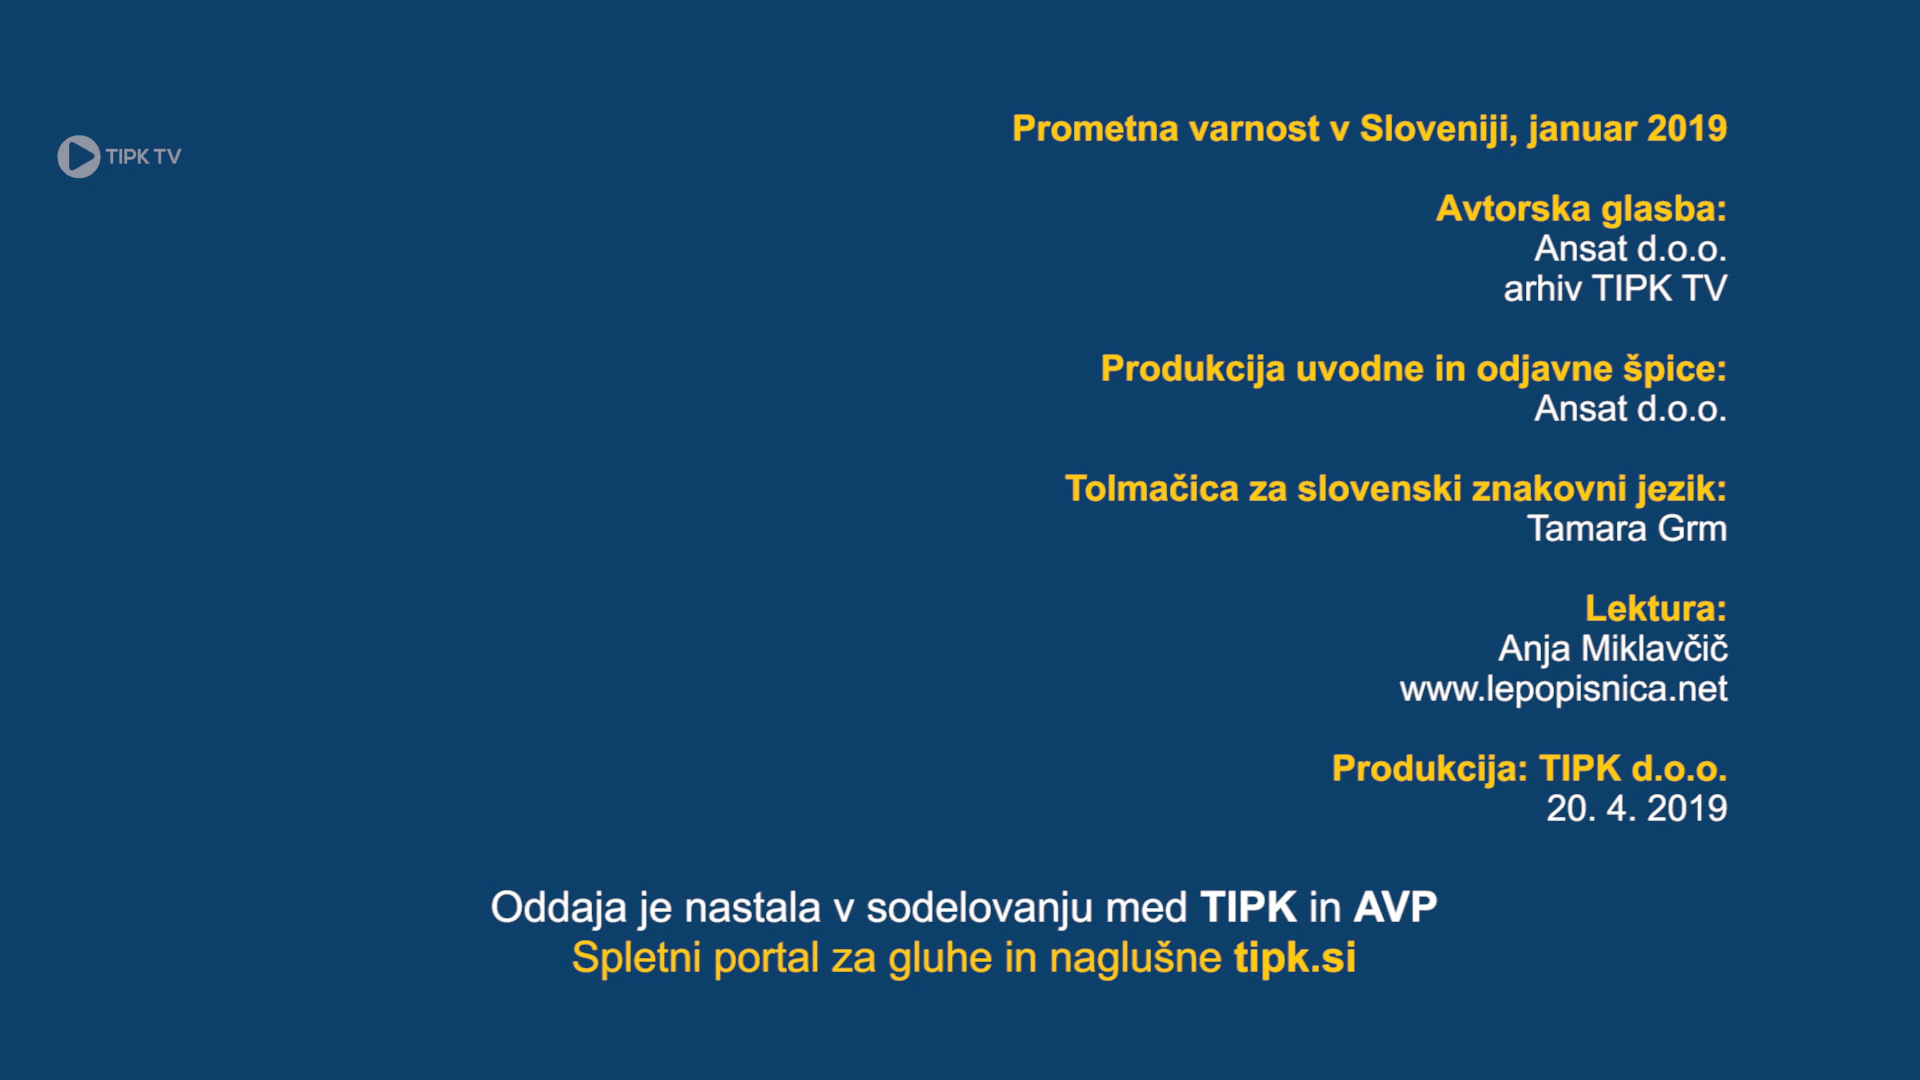 TIPK TV
Prometna varnost v Sloveniji, januar 2019
Avtorska glasba:
Ansat d.o.o.
arhiv TIPK TV
Produkcija uvodne in odjavne špice:
Ansat d.o.o.
Tolmačica za slovenski znakovni jezik:
Tamara Grm
Lektura:
Anja Miklavčič
www.lepopisnica.net
Produkcija: TIPK d.o.o.
20. 4. 2019
Oddaja je nastala v sodelovanju med TIPK in AVP
Spletni portal za gluhe in naglušne tipk.si